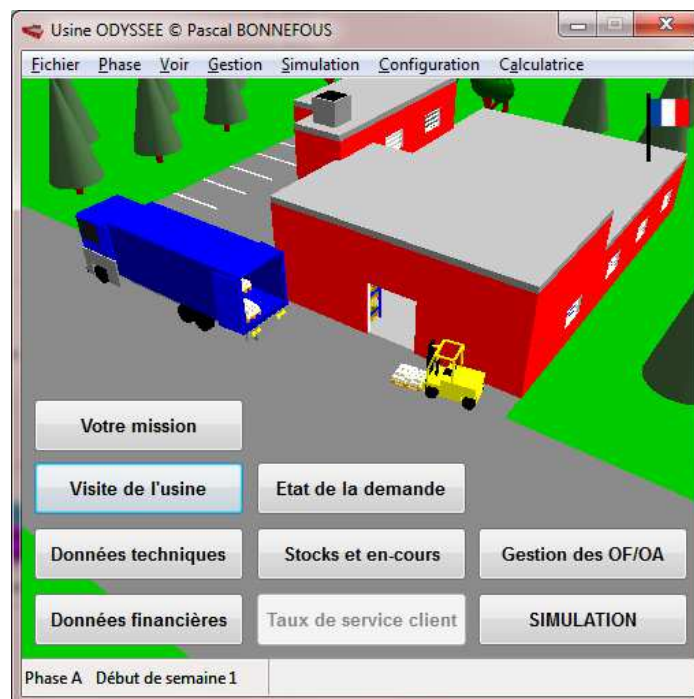 Usine ODYSSEE © Pascal BONNEFOUS
Fichier Phase Voir Gestion Simulation Configuration Calculatrice
Votre mission
Visite de l'usine Etat de la demande
Données techniques Stocks et en-cours Gestion des OF/OA
Données financières Taux de service client SIMULATION
Phase A Début de semaine 1